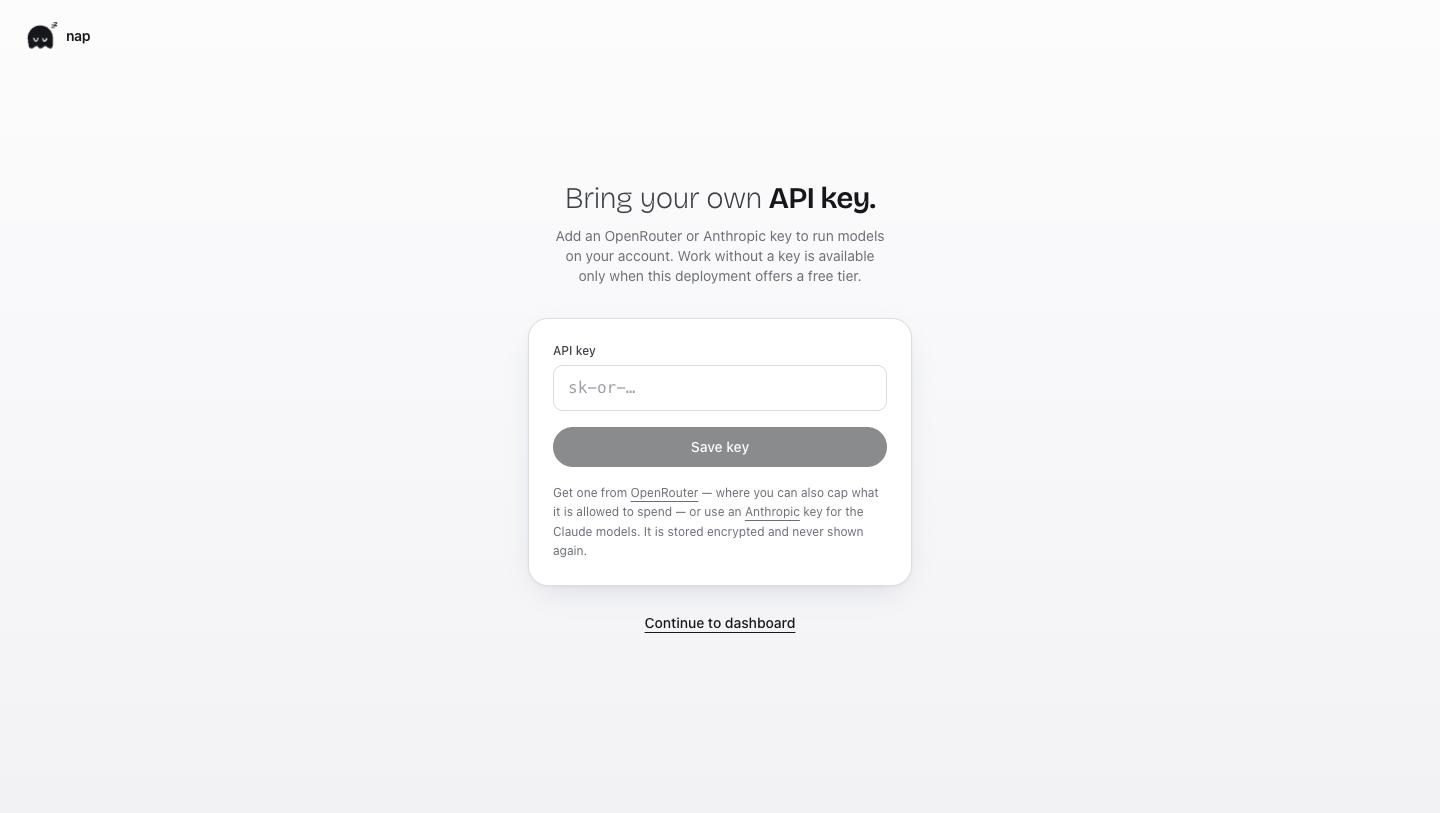 nap
Bring your own API key.
Add an OpenRouter or Anthropic key to run models
on your account. Work without a key is available
only when this deployment offers a free tier.
API key
sk-or-…
Save key
Get one from OpenRouter — where you can also cap what
it is allowed to spend — or use an Anthropic key for the
Claude models. It is stored encrypted and never shown
again.
Continue to dashboard